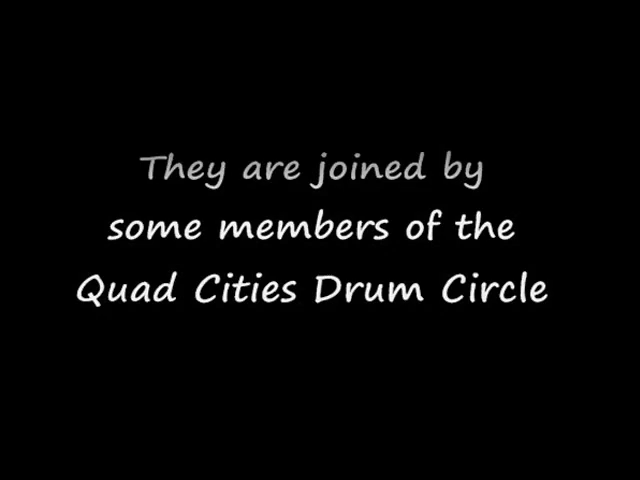 They are joined by
some members of the
Quad Cities Drum Circle